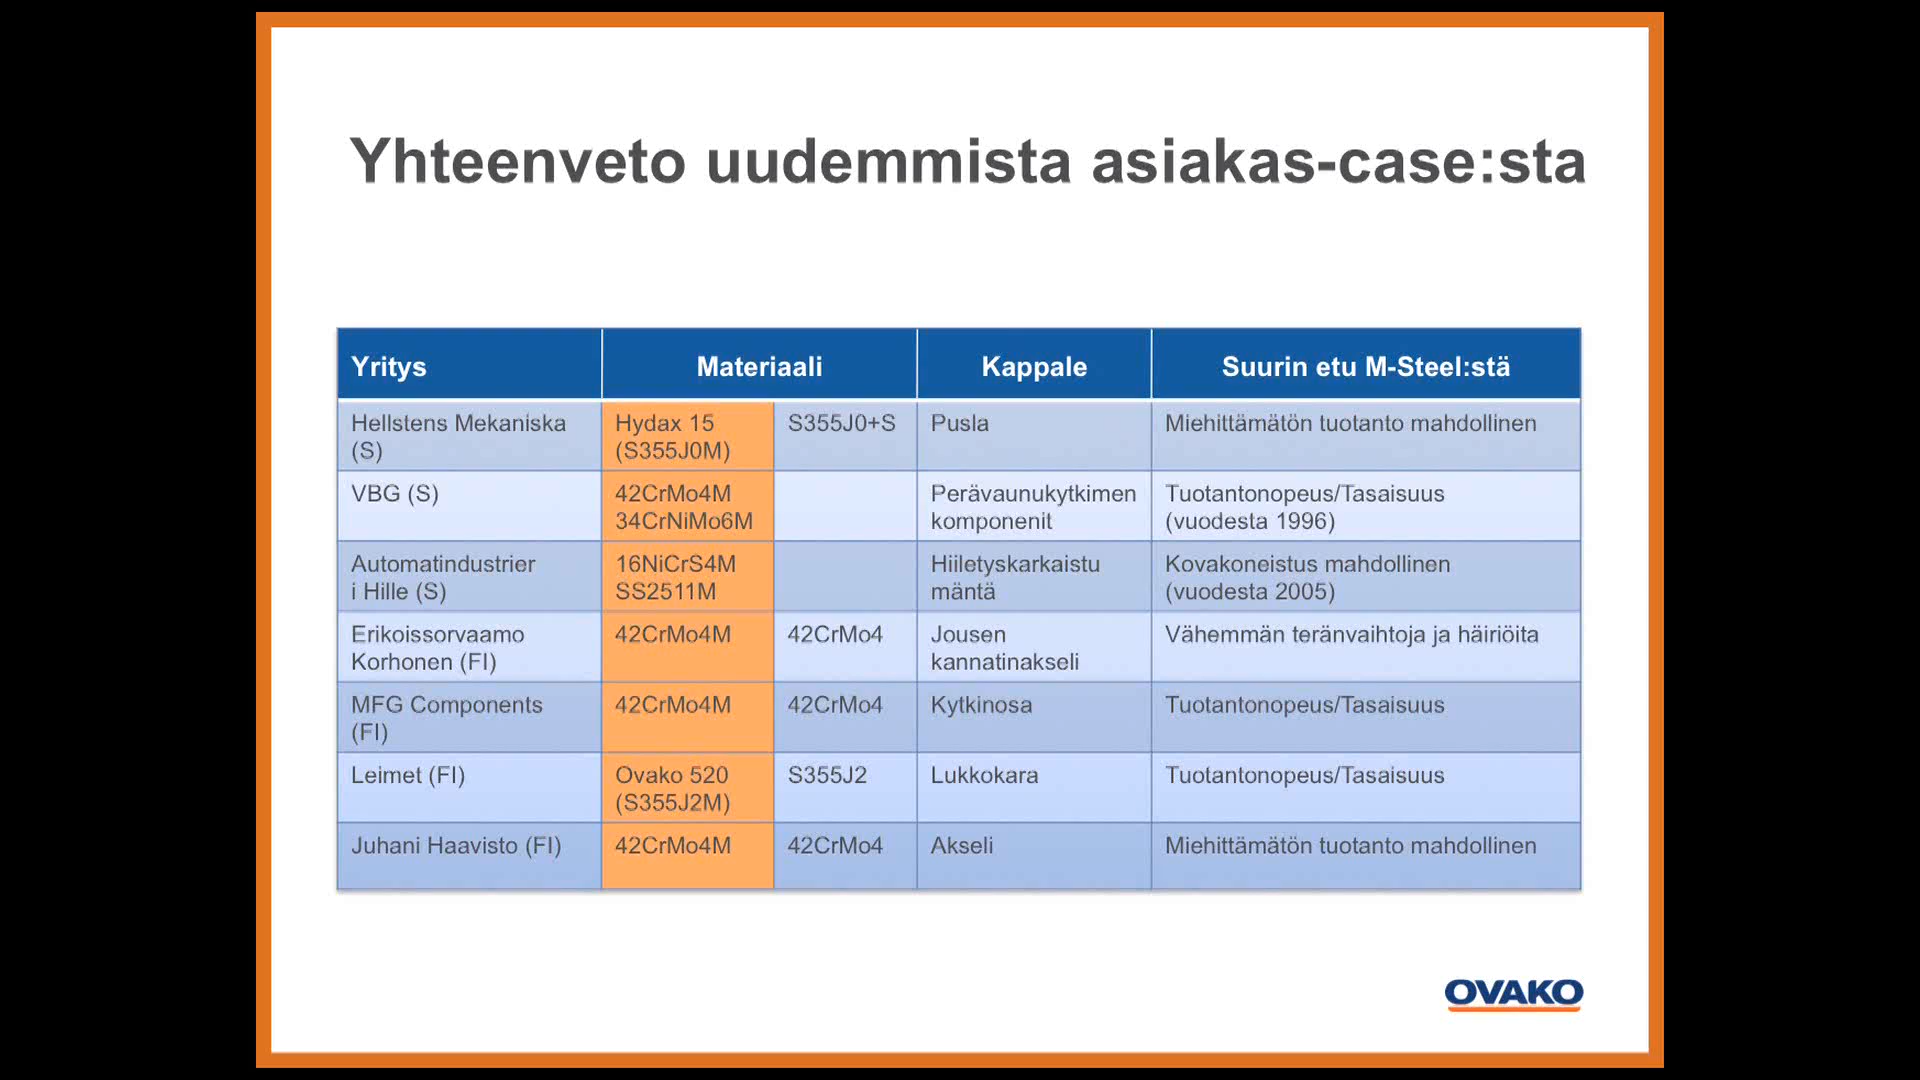 Yhteenveto uudemmista asiakas-case:sta
Yritys Materiaali Kappale Suurin etu M-Steel:stä
Hellstens Mekaniska (S) Hydax 15 (S355J0M) S355J0+S Pusla Miehittämätön tuotanto mahdollinen
VBG (S) 42CrMo4M 34CrNiMo6M Perävaunukytkimen komponenit Tuotantonopeus/Tasaisuus (vuodesta 1996)
Automatindustrier i Hille (S) 16NiCrS4M SS2511M Hiiletyskarkaistu mäntä Kovakoneistus mahdollinen (vuodesta 2005)
Erikoissorvaamo Korhonen (FI) 42CrMo4M 42CrMo4 Jousen kannatinakseli Vähemmän teränvaihtoja ja häiriöita
MFG Components (FI) 42CrMo4M 42CrMo4 Kytkinosa Tuotantonopeus/Tasaisuus
Leimet (FI) Ovako 520 (S355J2M) S355J2 Lukkokara Tuotantonopeus/Tasaisuus
Juhani Haavisto (FI) 42CrMo4M 42CrMo4 Akseli Miehittämätön tuotanto mahdollinen
OVAKO